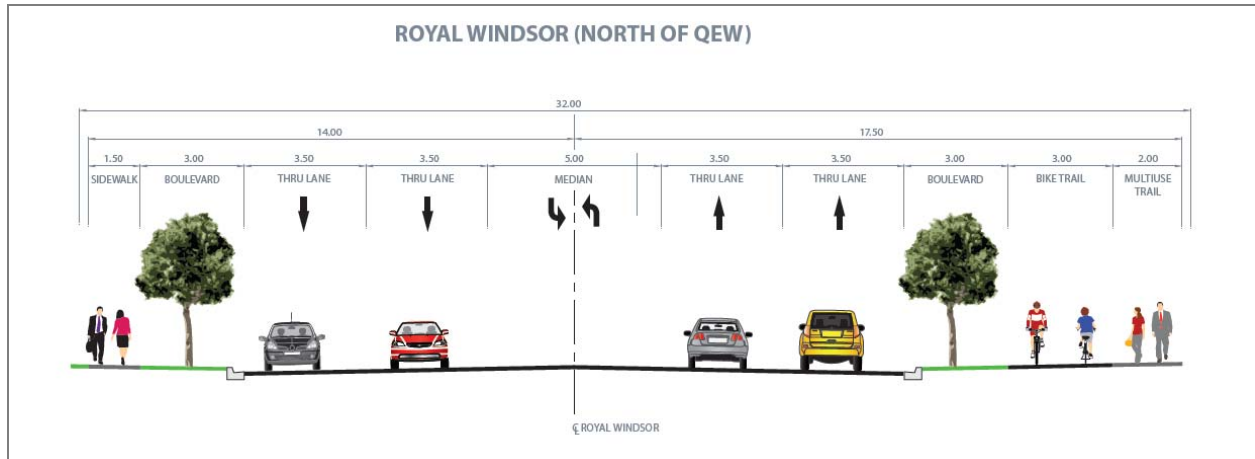 ROYAL WINDSOR (NORTH OF QEW)
32.00
14.00 17.50
1.50 3.00 3.50 3.50 5.00 3.50 3.50 3.00 3.00 2.00
SIDEWALK BOULEVARD THRU LANE THRU LANE MEDIAN THRU LANE THRU LANE BOULEVARD BIKE TRAIL MULTIUSE
TRAIL
℄ ROYAL WINDSOR